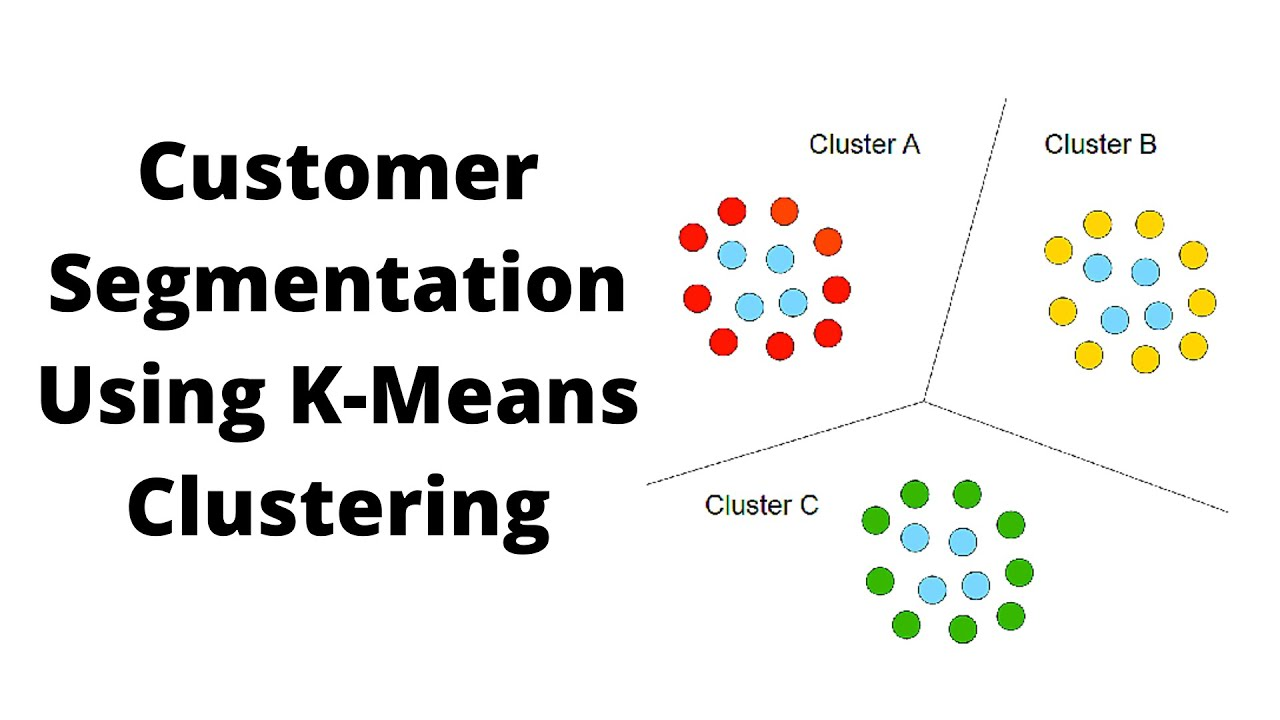 Customer
Segmentation
Using K-Means
Clustering
Cluster A
Cluster B
Cluster C